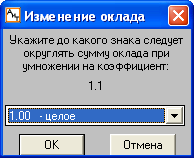 Изменение оклада
Укажите до какого знака следует
округлять сумму оклада при
умножении на коэффициент:
1.1
1.00 - целое
OK Отмена